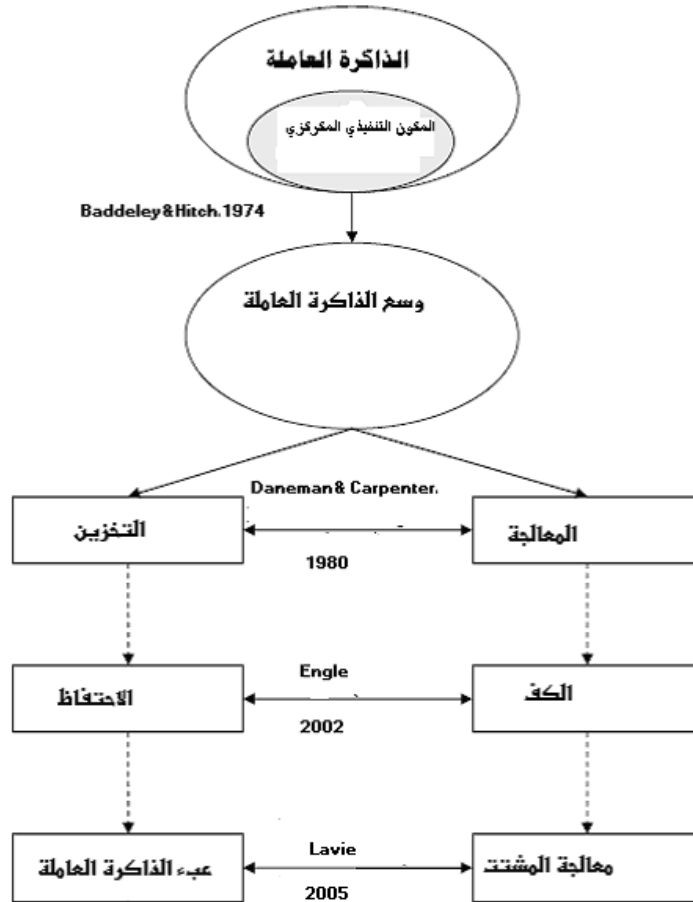 الذاكرة العاملة
المكون التنفيذي المكركزي
Baddeley & Hitch, 1974
وسع الذاكرة العاملة
Daneman & Carpenter,
التخزين
المعالجة
1980
Engle
الاحتفاظ
الكف
2002
Lavie
عبء الذاكرة العاملة
معالجة المشتت
2005